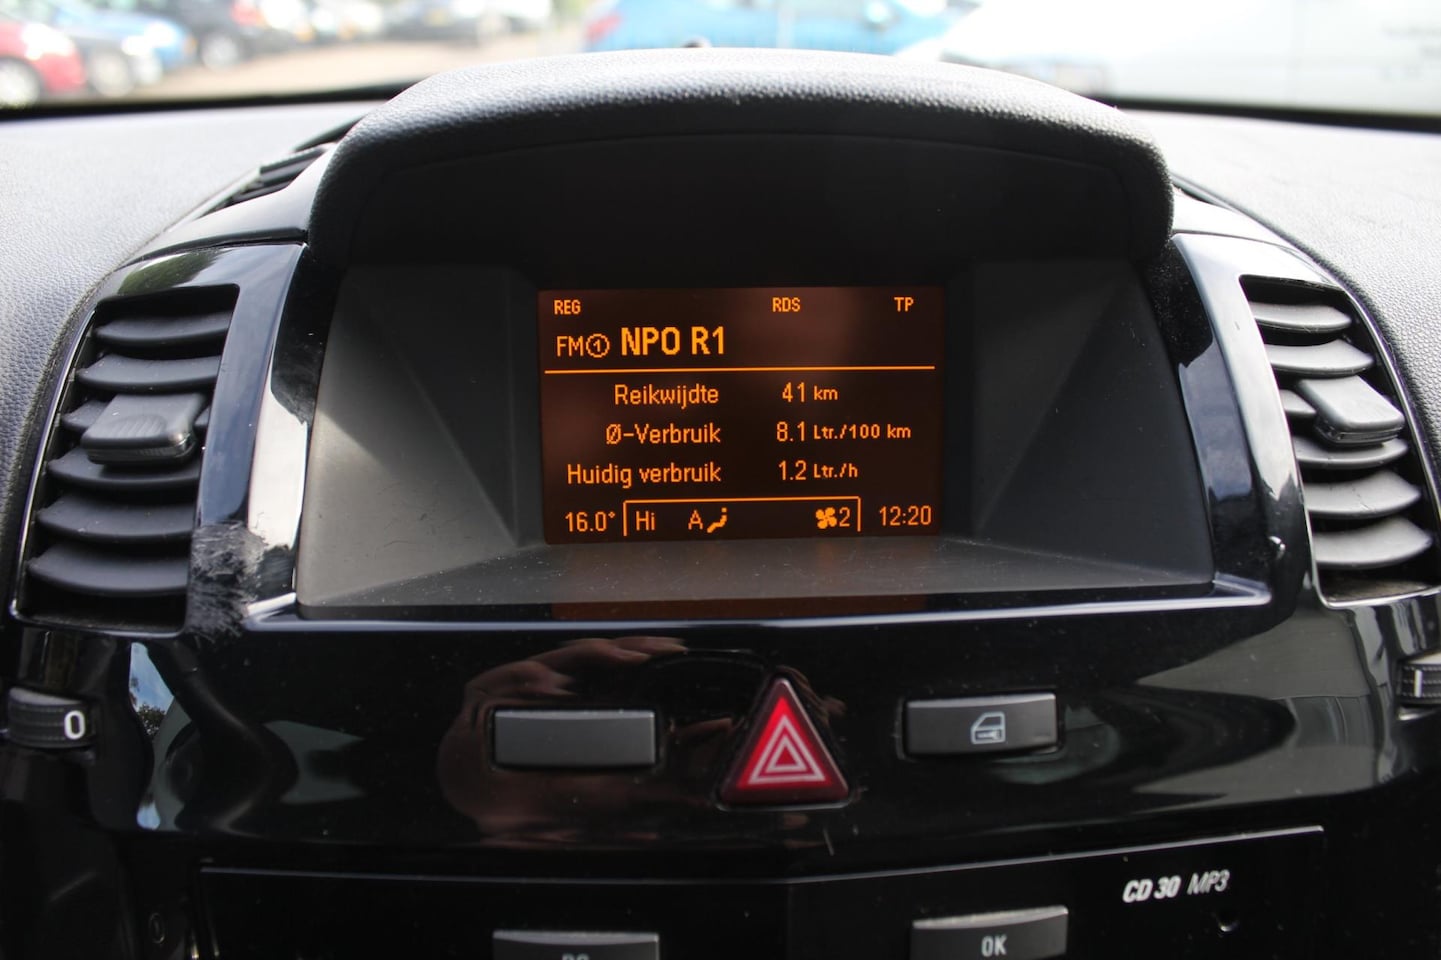 REG RDS TP
FM① NPO R1
Reikwijdte 41 km
Ø-Verbruik 8.1 Ltr./100 km
Huidig verbruik 1.2 Ltr./h
16.0° Hi A 2 12:20
0
CD 30 MP3
OK